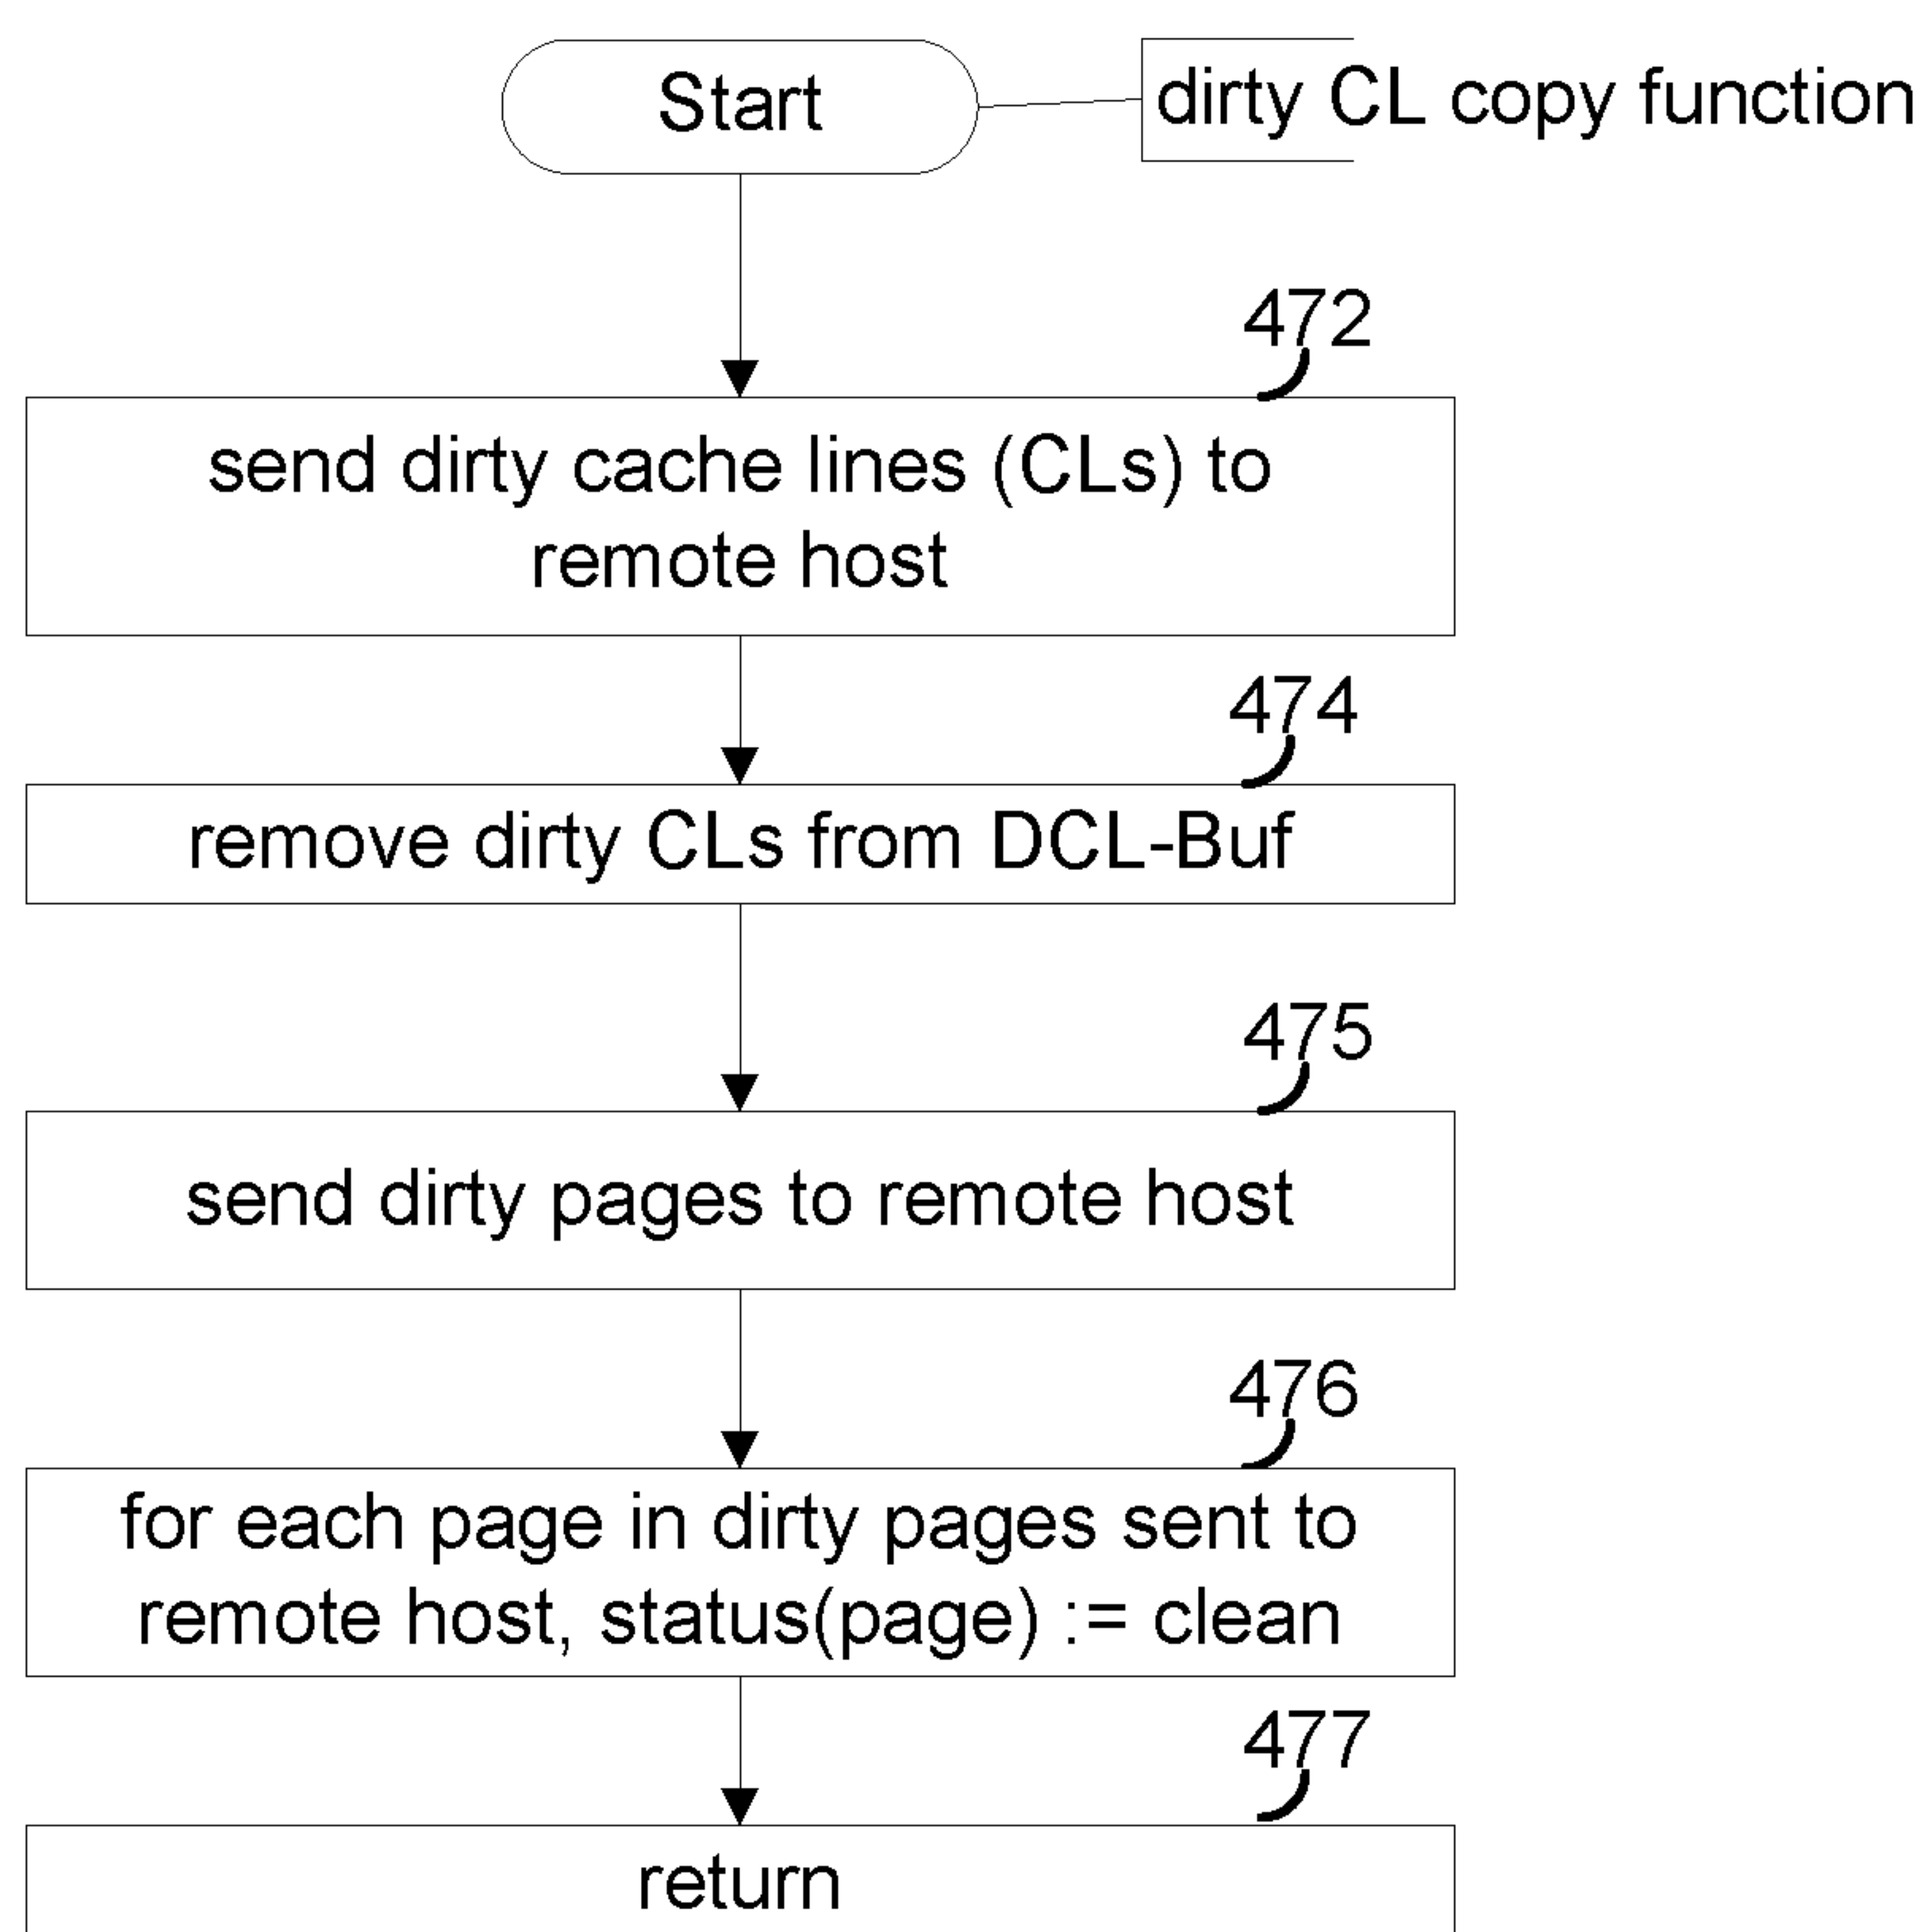 Start
dirty CL copy function
472
send dirty cache lines (CLs) to
remote host
474
remove dirty CLs from DCL-Buf
475
send dirty pages to remote host
476
for each page in dirty pages sent to
remote host, status(page) := clean
477
return